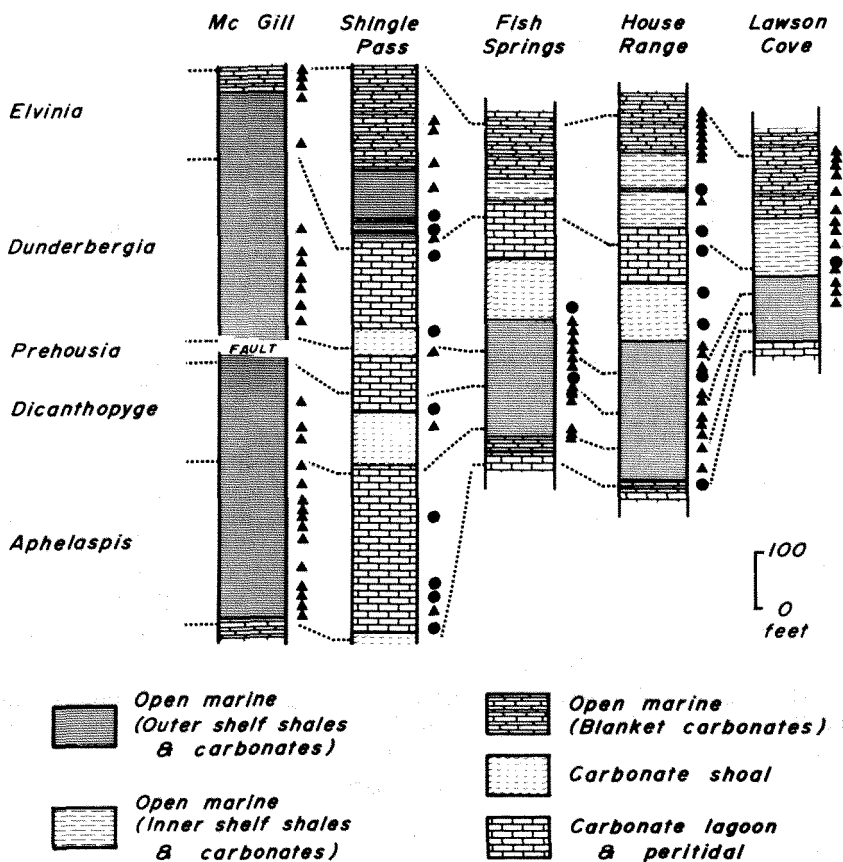 Mc Gill
Shingle Pass
Fish Springs
House Range
Lawson Cove
Elvinia
Dunderbergia
Prehousia
FAULT
Dicanthopyge
Aphelaspis
100
0
feet
Open marine
(Outer shelf shales
& carbonates)
Open marine
(Inner shelf shales
& carbonates)
Open marine
(Blanket carbonates)
Carbonate shoal
Carbonate lagoon
& peritidal